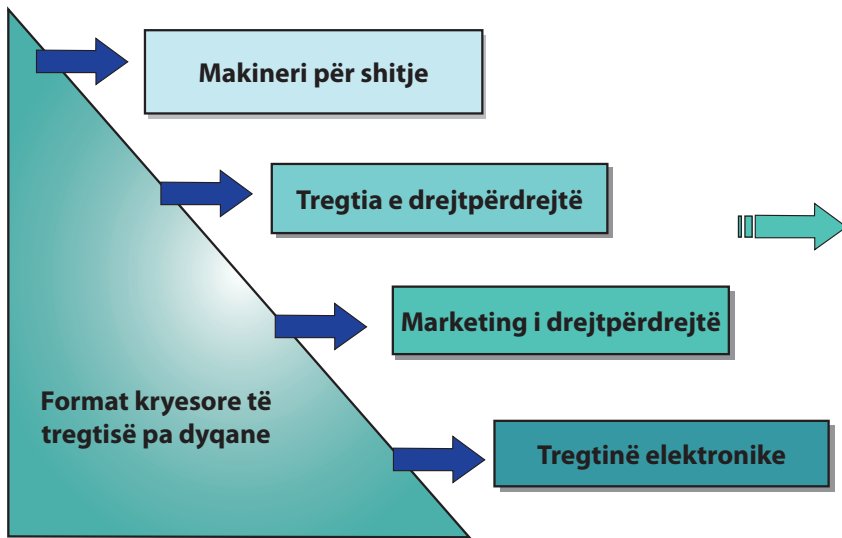 Makineri për shitje
Tregtia e drejtpërdrejtë
Marketing i drejtpërdrejtë
Format kryesore të
tregtisë pa dyqane
Tregtinë elektronike